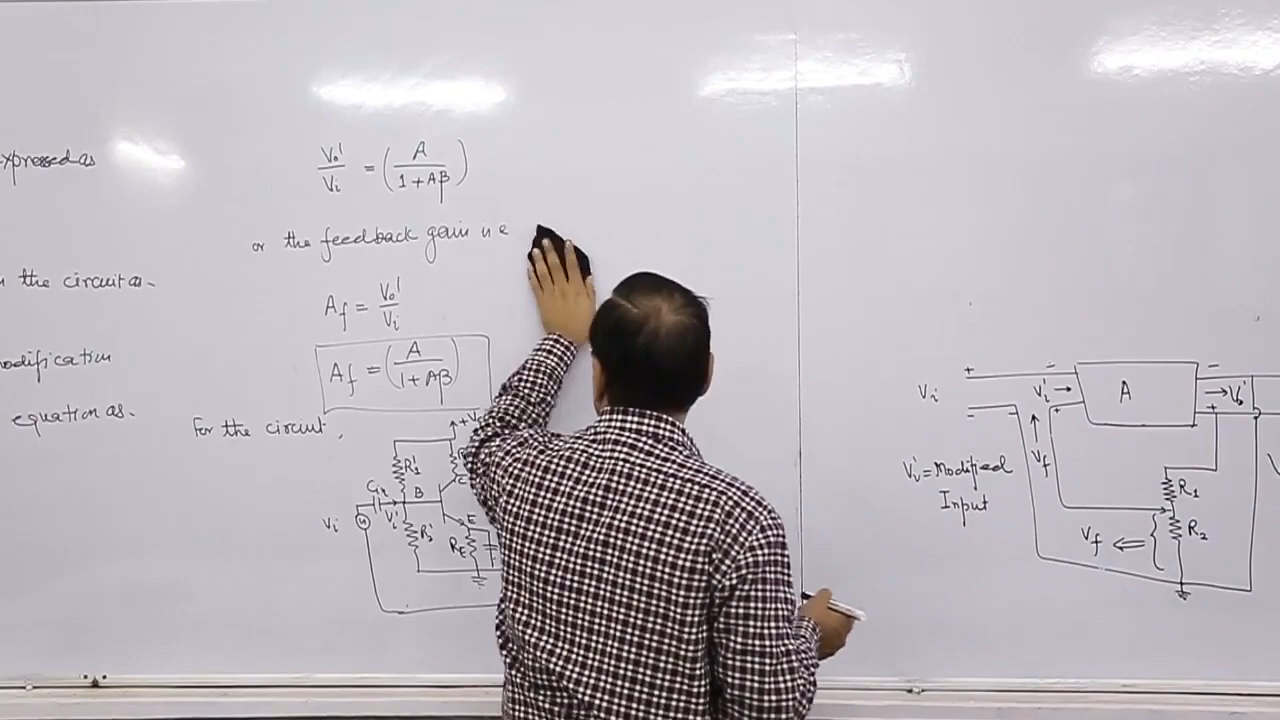 expressed as
the circuit as-
modification
equation as-
Vo'/Vi = (A/1+Aβ)
or the feedback gain
Af = Vo'/Vi
Af = (A/1+Aβ)
For the circuit,
+V
R1'
C
Cin
B
Vi'
Vi
E
R2'
RE
Vi
+
-
Vi'
+
A
-
+
Vo'
Vf
Vi' = Modified
Input
R1
R2
Vf